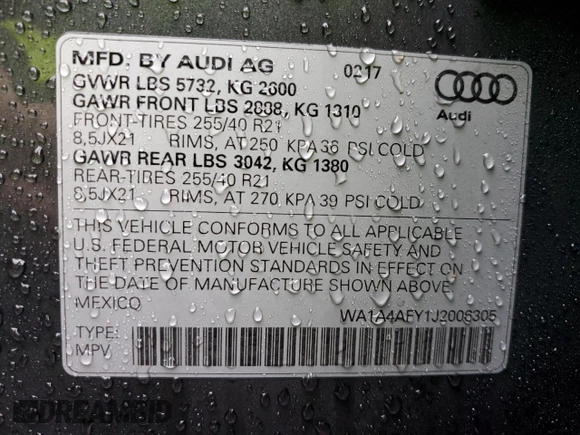 MFD. BY AUDI AG 0217
GVWR LBS 5732, KG 2600
GAWR FRONT LBS 2888, KG 1310
FRONT-TIRES 255/40 R21
8,5JX21 RIMS, AT 250 KPA 36 PSI COLD
GAWR REAR LBS 3042, KG 1380
REAR-TIRES 255/40 R21
8,5JX21 RIMS, AT 270 KPA 39 PSI COLD
Audi
THIS VEHICLE CONFORMS TO ALL APPLICABLE
U.S. FEDERAL MOTOR VEHICLE SAFETY AND
THEFT PREVENTION STANDARDS IN EFFECT ON
THE DATE OF MANUFACTURE SHOWN ABOVE.
MEXICO
WA1A4AFY1J2006305
TYPE:
MPV
DREAMBID